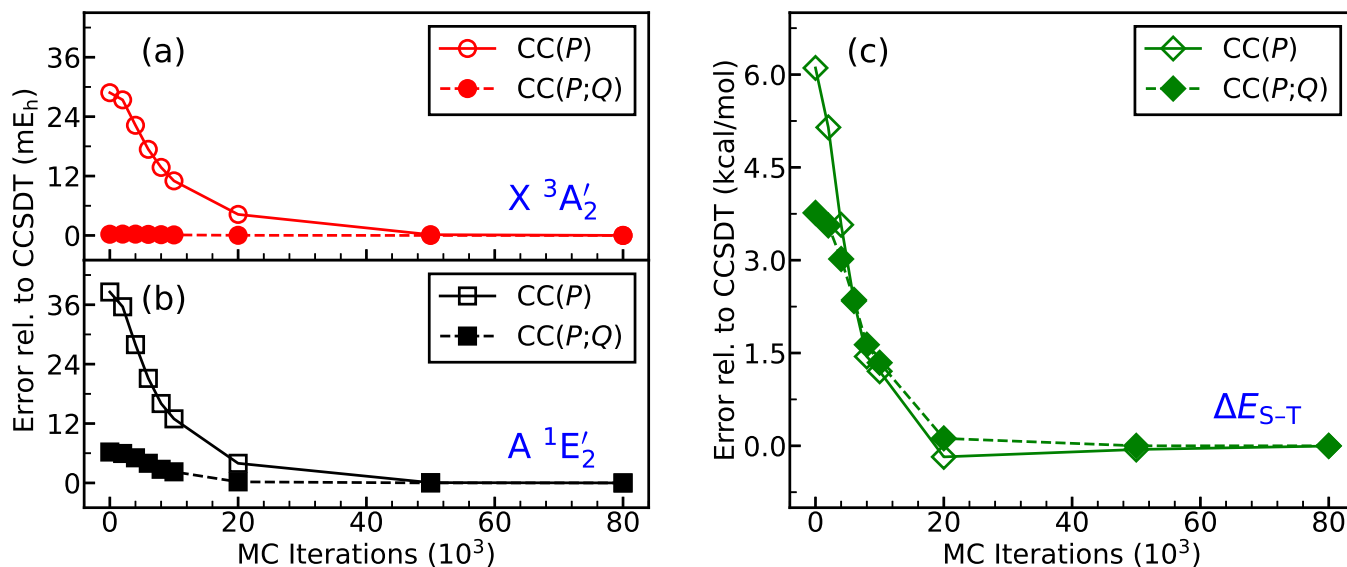 (a)
CC(P)
CC(P;Q)
X ³A′₂
36
24
12
0
Error rel. to CCSDT (mEₕ)
(b)
CC(P)
CC(P;Q)
A ¹E′₂
36
24
12
0
0 20 40 60 80
MC Iterations (10³)
(c)
CC(P)
CC(P;Q)
ΔE S–T
6.0
4.5
3.0
1.5
0.0
Error rel. to CCSDT (kcal/mol)
0 20 40 60 80
MC Iterations (10³)